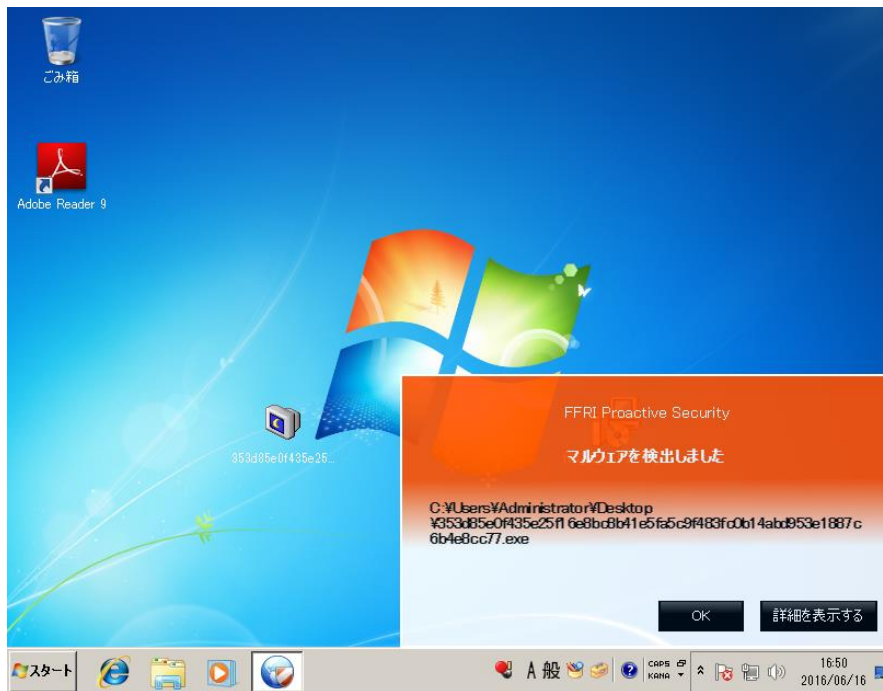 ごみ箱
Adobe Reader 9
353d85e0f435e25...
FFRI Proactive Security
マルウェアを検出しました
C:¥Users¥Administrator¥Desktop
¥353d85e0f435e25f16e8bc8b41e5fa5c9f483fc0b14abd953e1887c
6b4e8cc77.exe
OK
詳細を表示する
スタート
A 般
CAPS
KANA
16:50
2016/06/16